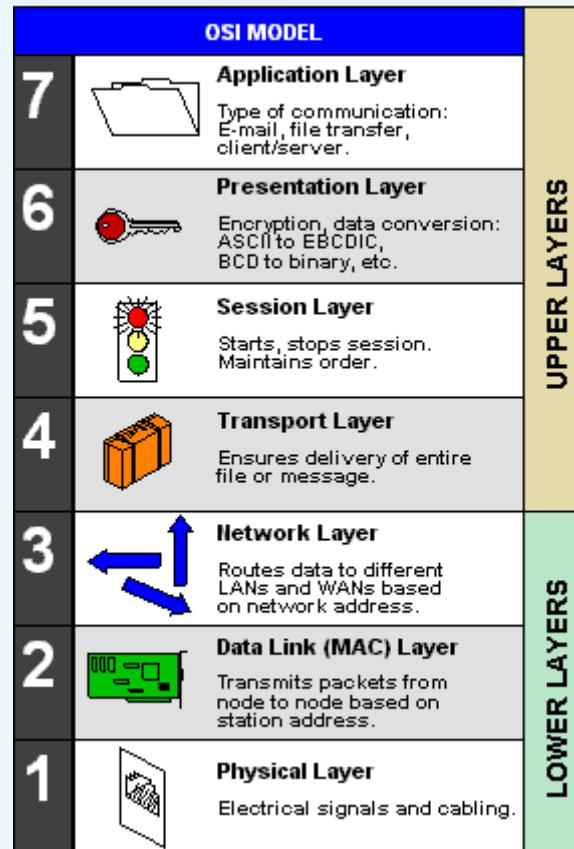 OSI MODEL
7
Application Layer
Type of communication:
E-mail, file transfer,
client/server.
6
Presentation Layer
Encryption, data conversion:
ASCII to EBCDIC,
BCD to binary, etc.
5
Session Layer
Starts, stops session.
Maintains order.
4
Transport Layer
Ensures delivery of entire
file or message.
UPPER LAYERS
3
Network Layer
Routes data to different
LANs and WANs based
on network address.
2
Data Link (MAC) Layer
Transmits packets from
node to node based on
station address.
1
Physical Layer
Electrical signals and cabling.
LOWER LAYERS